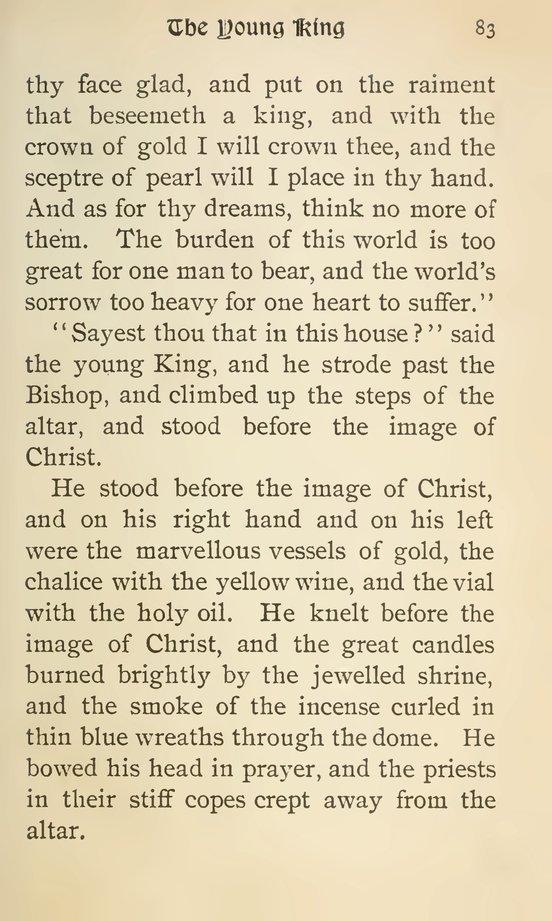 The Young King 83
thy face glad, and put on the raiment
that beseemeth a king, and with the
crown of gold I will crown thee, and the
sceptre of pearl will I place in thy hand.
And as for thy dreams, think no more of
them. The burden of this world is too
great for one man to bear, and the world's
sorrow too heavy for one heart to suffer."
"Sayest thou that in this house?" said
the young King, and he strode past the
Bishop, and climbed up the steps of the
altar, and stood before the image of
Christ.
He stood before the image of Christ,
and on his right hand and on his left
were the marvellous vessels of gold, the
chalice with the yellow wine, and the vial
with the holy oil. He knelt before the
image of Christ, and the great candles
burned brightly by the jewelled shrine,
and the smoke of the incense curled in
thin blue wreaths through the dome. He
bowed his head in prayer, and the priests
in their stiff copes crept away from the
altar.